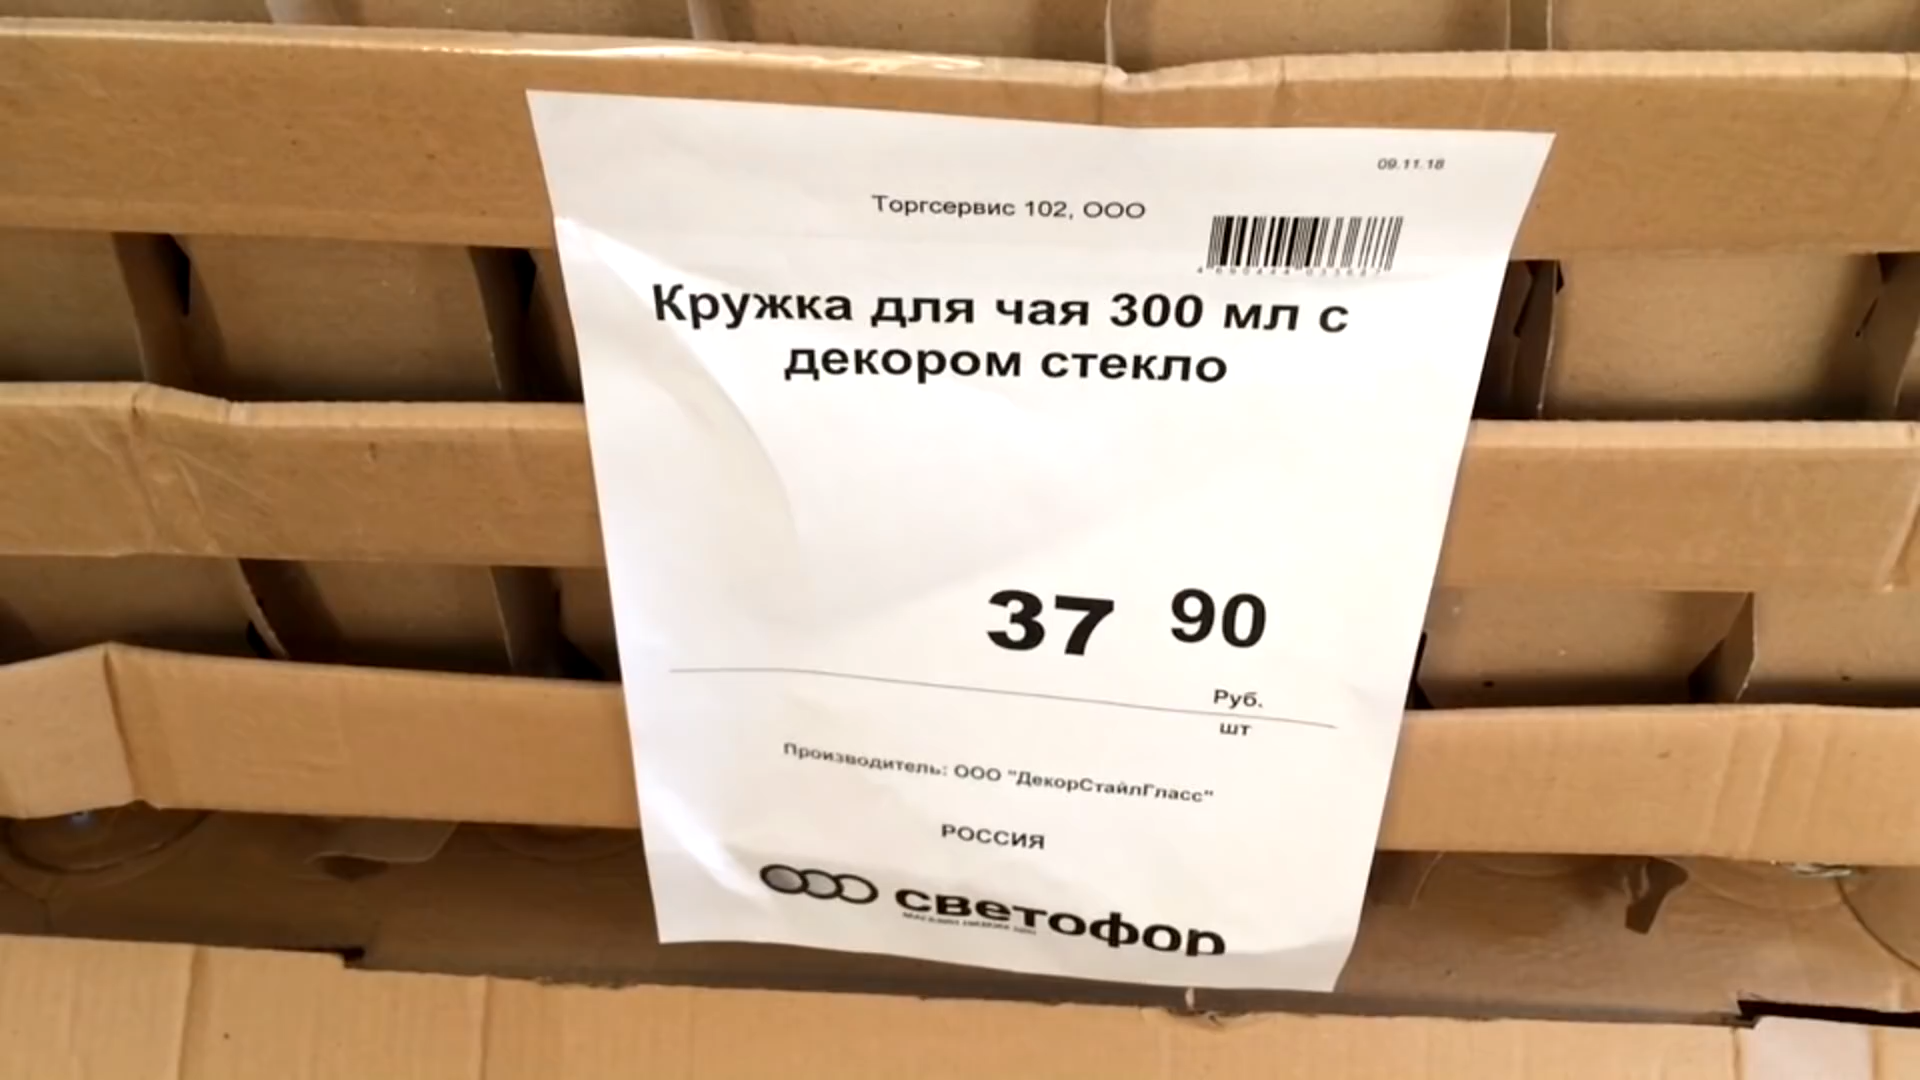 09.11.18
Торгсервис 102, ООО
Кружка для чая 300 мл с
декором стекло
37 90
Руб.
шт
Производитель: ООО "ДекорСтайлГласс"
РОССИЯ
светофор